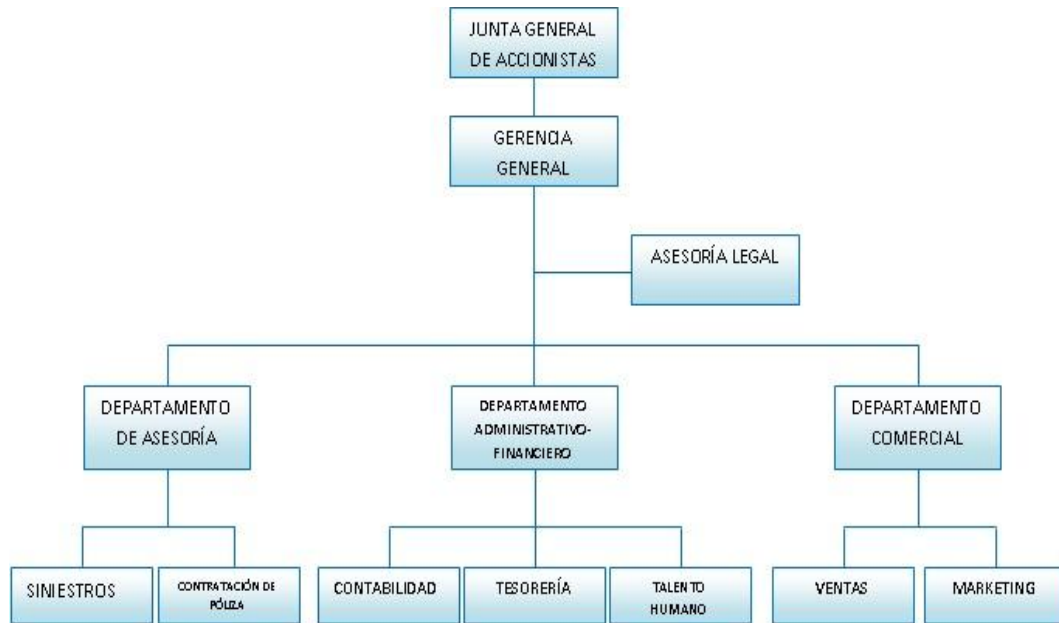 JUNTA GENERAL
DE ACCIONISTAS
GERENCIA
GENERAL
ASESORÍA LEGAL
DEPARTAMENTO
DE ASESORÍA
DEPARTAMENTO
ADMINISTRATIVO-
FINANCIERO
DEPARTAMENTO
COMERCIAL
SINIESTROS
CONTRATACIÓN DE
PÓLIZA
CONTABILIDAD
TESORERÍA
TALENTO
HUMANO
VENTAS
MARKETING